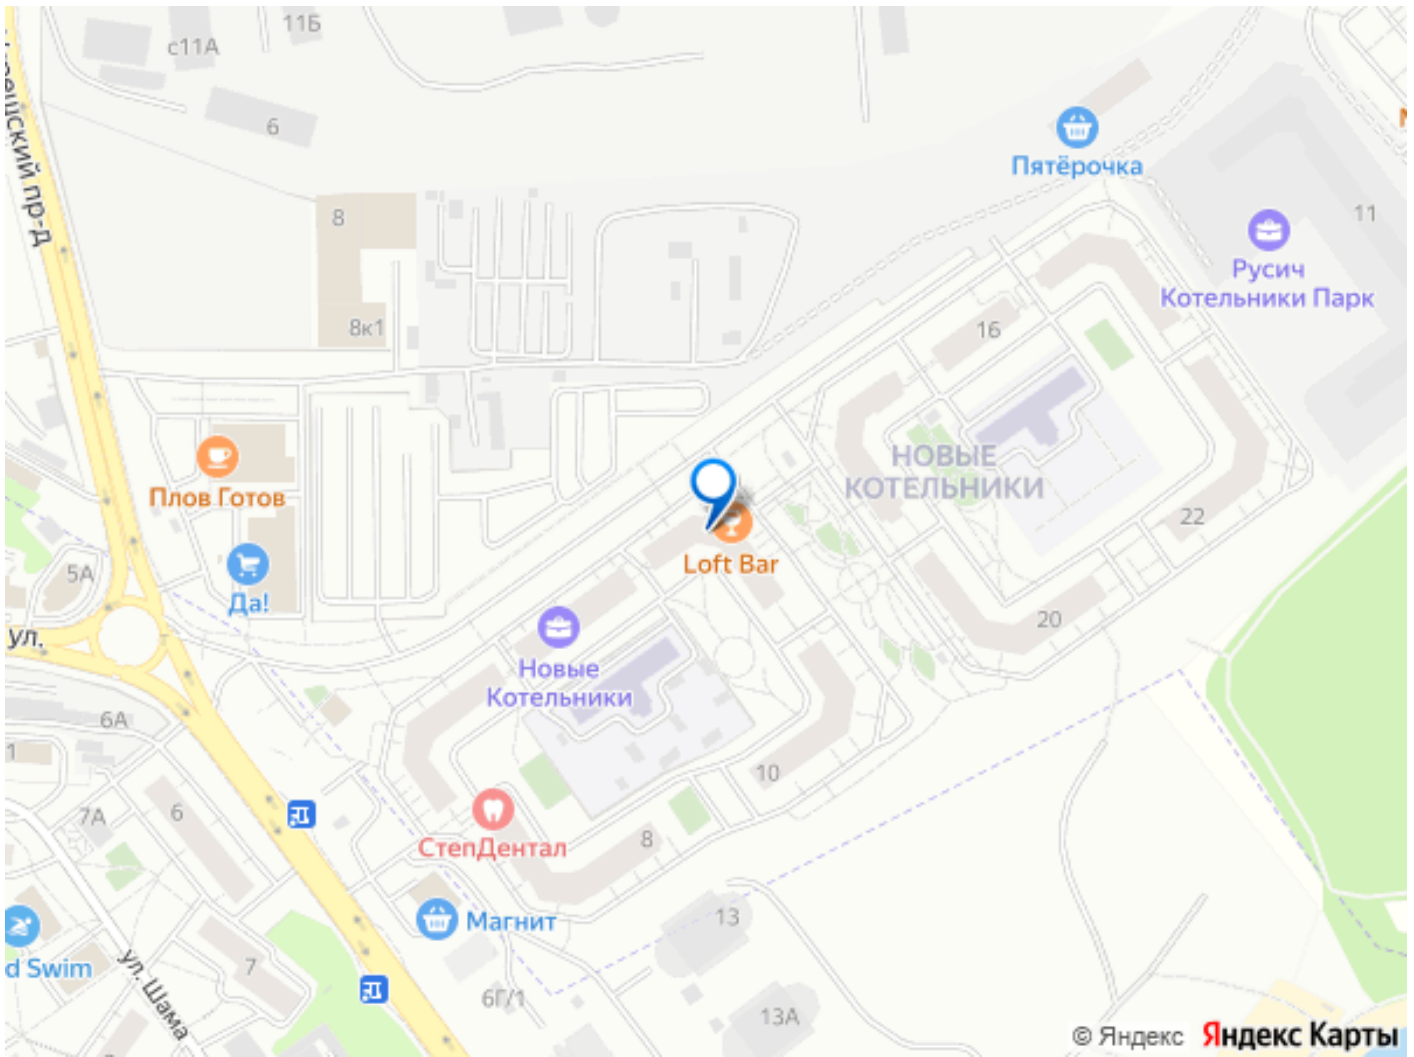 11Б
с11А
6
Пятёрочка
8
11
Русич
Котельники Парк
8к1
16
НОВЫЕ
КОТЕЛЬНИКИ
Плов Готов
22
Loft Bar
5А
Да!
20
ул.
Новые
Котельники
6А
1
10
7А
6
8
СтепДентал
13
Магнит
d Swim
7
ул. Шама
6Г/1
13А
© Яндекс Яндекс Карты